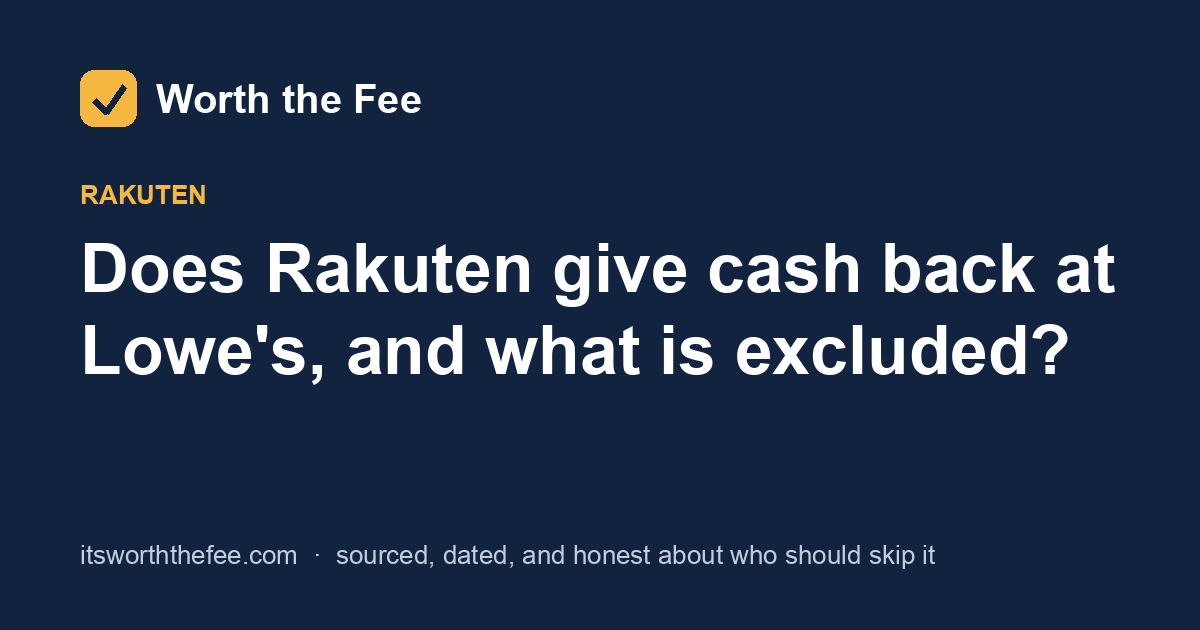 Worth the Fee
RAKUTEN
Does Rakuten give cash back at
Lowe's, and what is excluded?
itsworththefee.com · sourced, dated, and honest about who should skip it